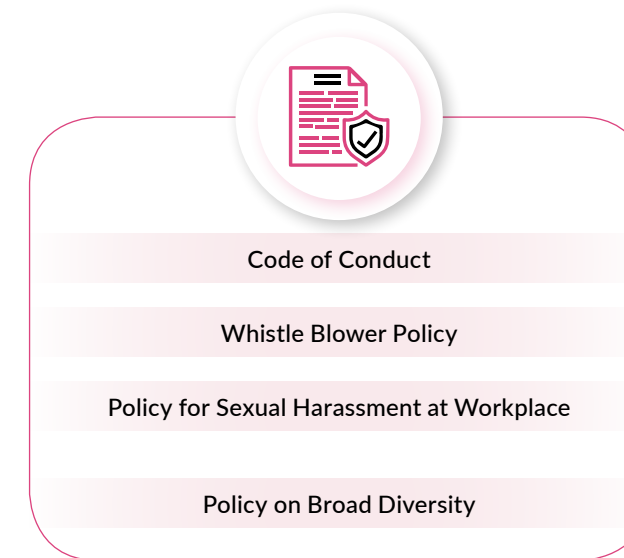 Code of Conduct
Whistle Blower Policy
Policy for Sexual Harassment at Workplace
Policy on Broad Diversity